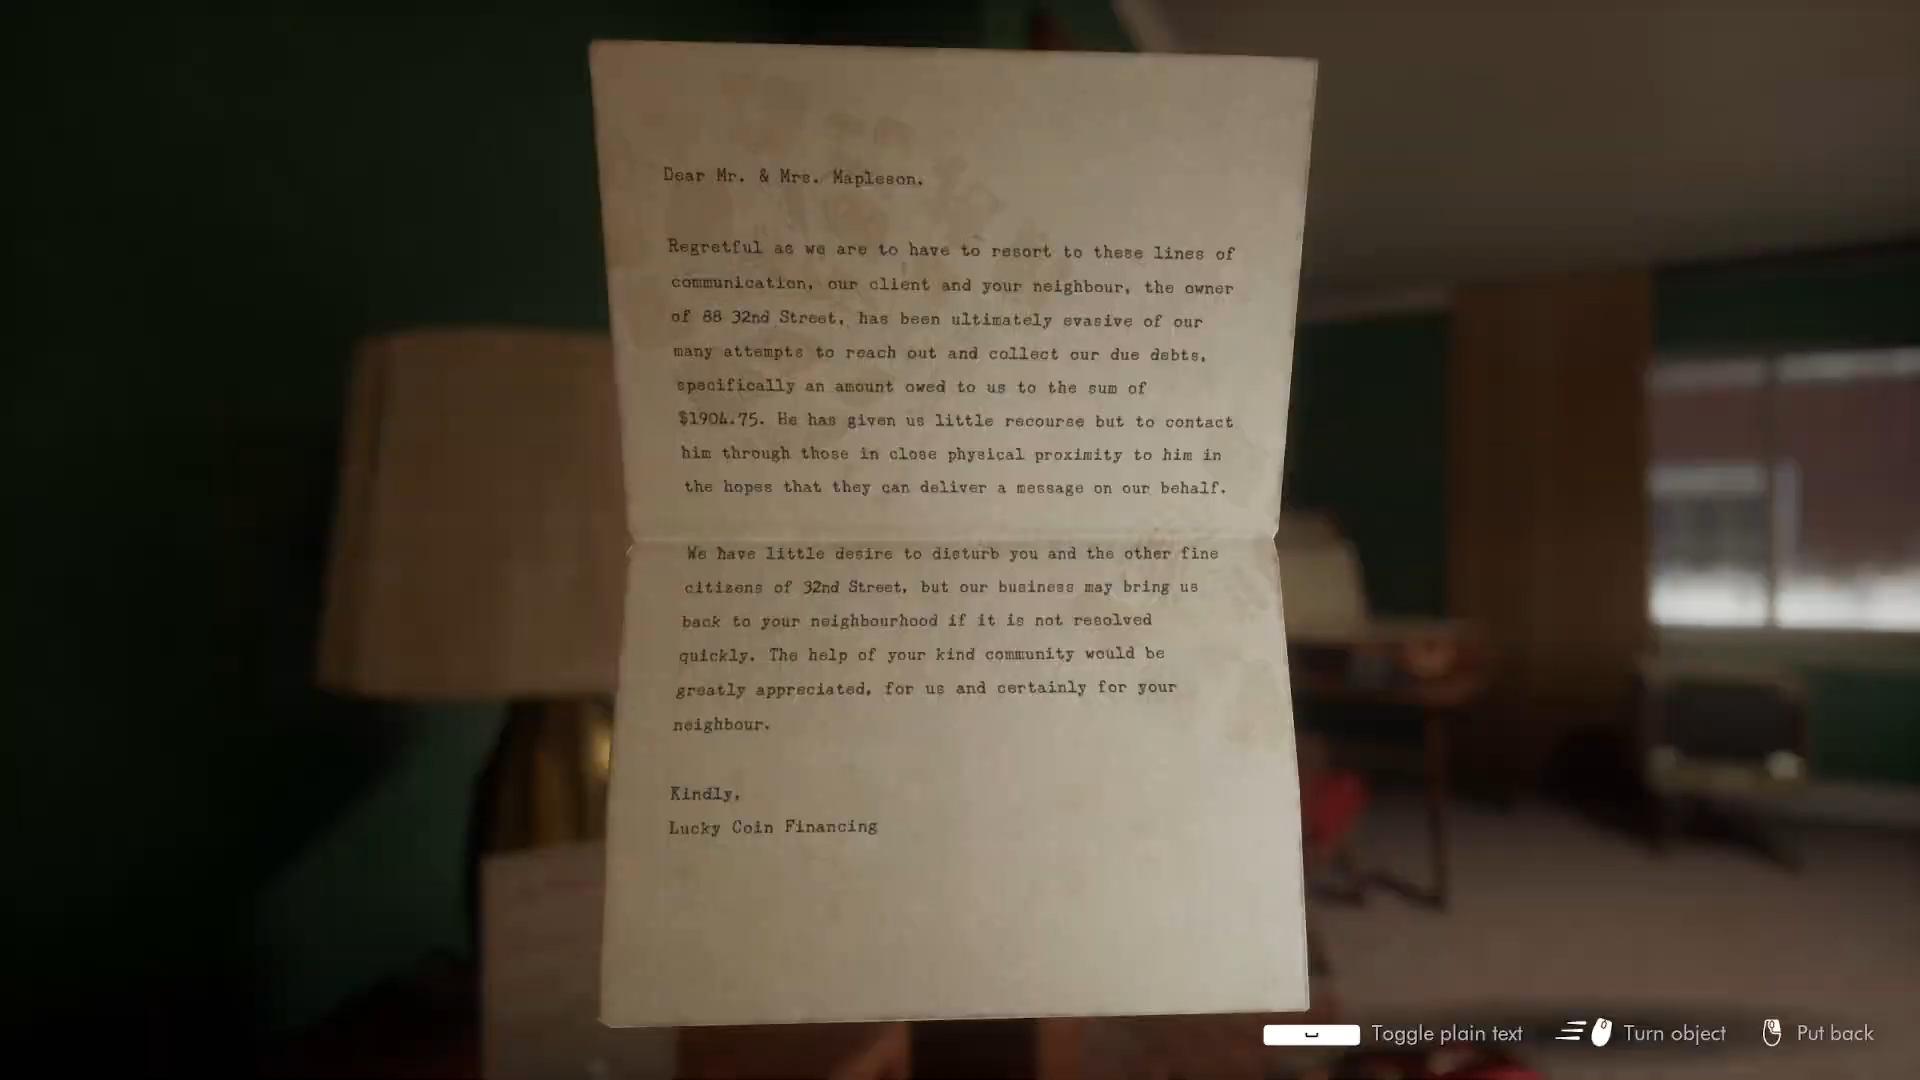 Dear Mr. & Mrs. Mapleson,
Regretful as we are to have to resort to these lines of
communication, our client and your neighbour, the owner
of 88 32nd Street, has been ultimately evasive of our
many attempts to reach out and collect our due debts,
specifically an amount owed to us to the sum of
$1904.75. He has given us little recourse but to contact
him through those in close physical proximity to him in
the hopes that they can deliver a message on our behalf.
We have little desire to disturb you and the other fine
citizens of 32nd Street, but our business may bring us
back to your neighbourhood if it is not resolved
quickly. The help of your kind community would be
greatly appreciated, for us and certainly for your
neighbour.
Kindly,
Lucky Coin Financing
Toggle plain text
Turn object
Put back